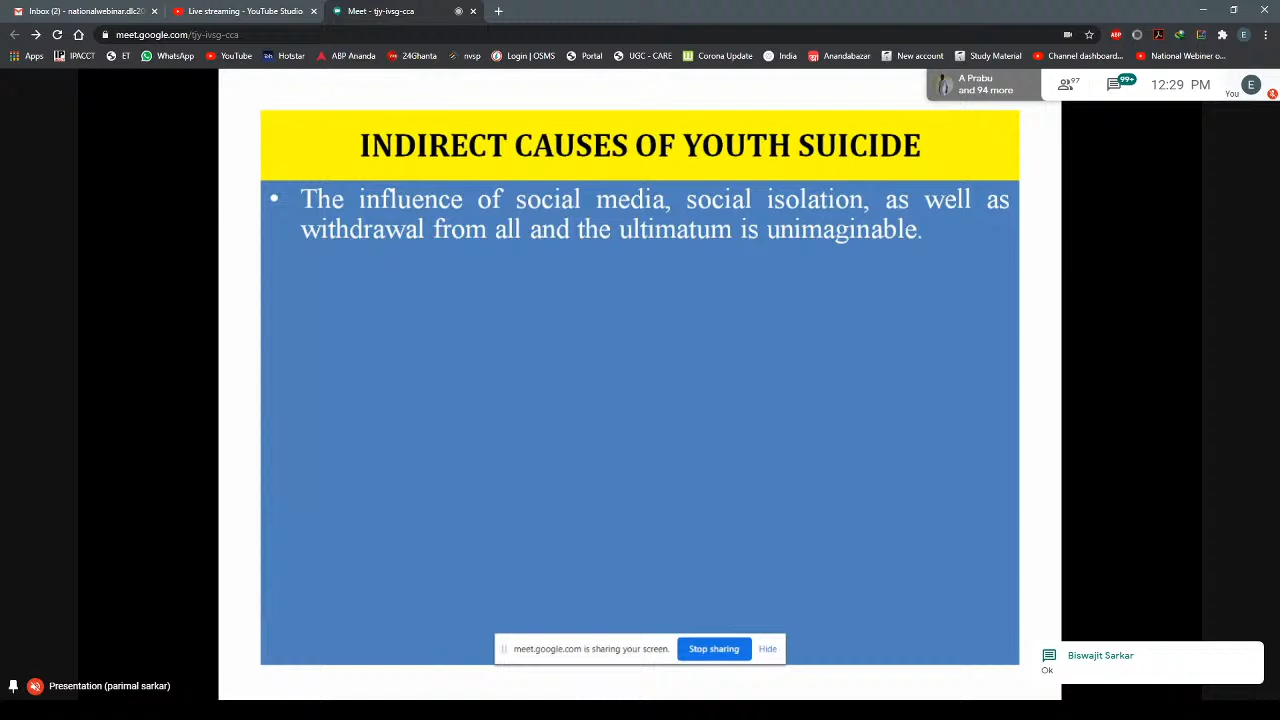 Inbox (2) - nationalwebinar.dlc20
Live streaming - YouTube Studio
Meet - tjy-ivsg-cca
meet.google.com/tjy-ivsg-cca
Apps
IPACCT
ET
WhatsApp
YouTube
Hotstar
ABP Ananda
24Ghanta
nvsp
Login | OSMS
Portal
UGC - CARE
Corona Update
India
Anandabazar
New account
Study Material
Channel dashboard...
National Webinar o...
A Prabu
and 94 more
97
99+
12:29 PM
You
E
INDIRECT CAUSES OF YOUTH SUICIDE
• The influence of social media, social isolation, as well as
withdrawal from all and the ultimatum is unimaginable.
meet.google.com is sharing your screen.
Stop sharing
Hide
Biswajit Sarkar
Ok
Presentation (parimal sarkar)